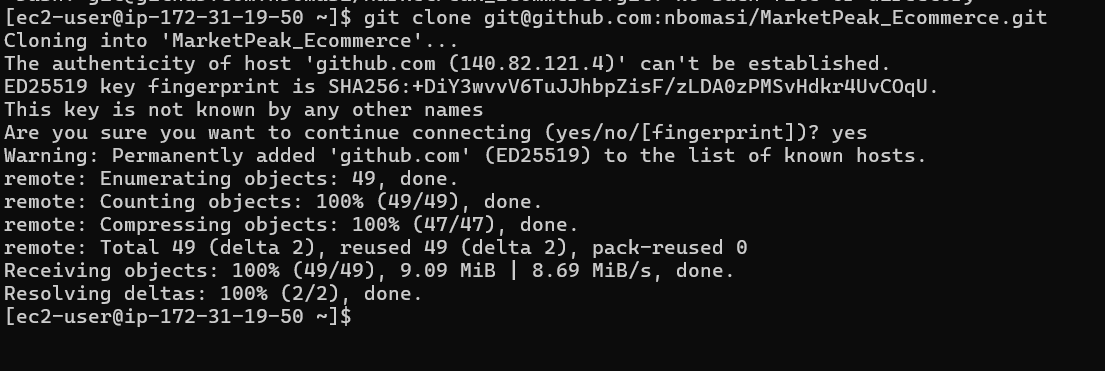 [ec2-user@ip-172-31-19-50 ~]$ git clone git@github.com:nbomasi/MarketPeak_Ecommerce.git
Cloning into 'MarketPeak_Ecommerce'...
The authenticity of host 'github.com (140.82.121.4)' can't be established.
ED25519 key fingerprint is SHA256:+DiY3wvvV6TuJJhbpZisF/zLDA0zPMSvHdkr4UvCOqU.
This key is not known by any other names
Are you sure you want to continue connecting (yes/no/[fingerprint])? yes
Warning: Permanently added 'github.com' (ED25519) to the list of known hosts.
remote: Enumerating objects: 49, done.
remote: Counting objects: 100% (49/49), done.
remote: Compressing objects: 100% (47/47), done.
remote: Total 49 (delta 2), reused 49 (delta 2), pack-reused 0
Receiving objects: 100% (49/49), 9.09 MiB | 8.69 MiB/s, done.
Resolving deltas: 100% (2/2), done.
[ec2-user@ip-172-31-19-50 ~]$